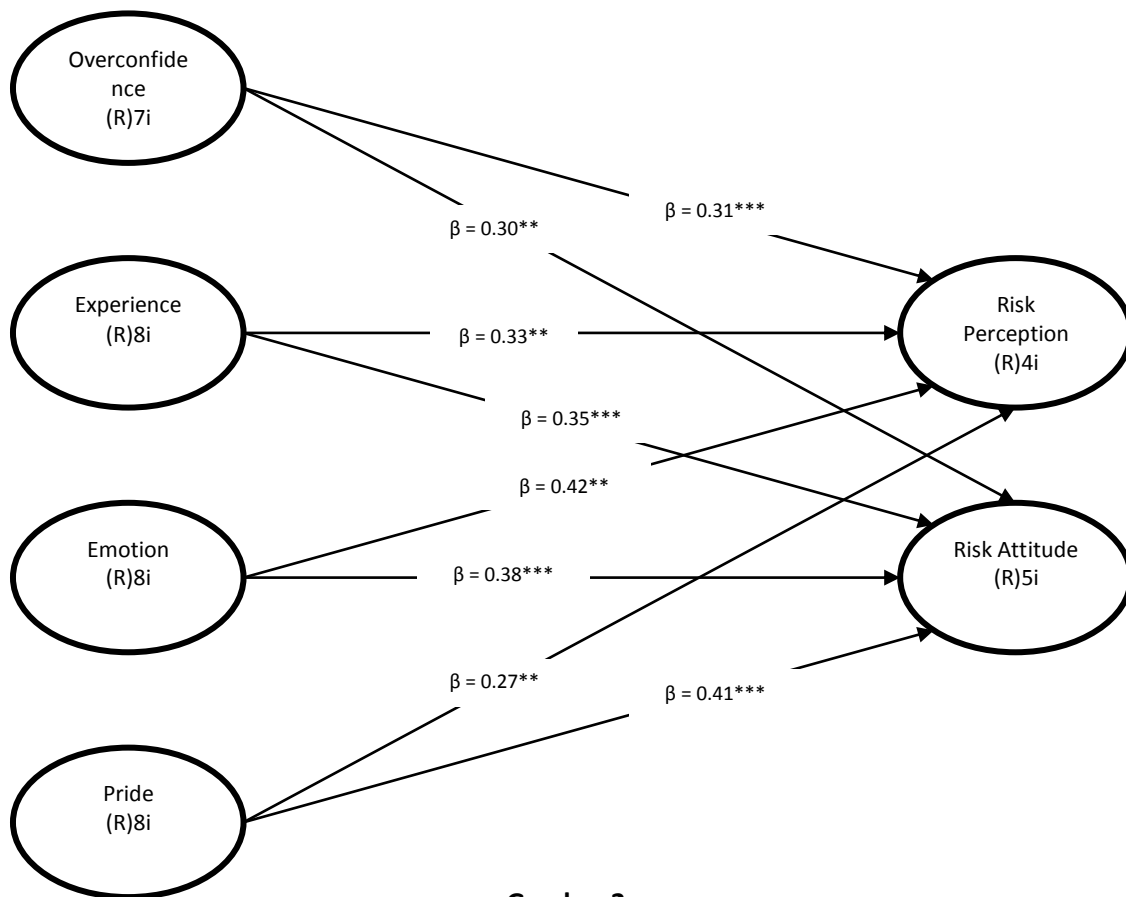 Overconfide
nce
(R)7i
β = 0.31***
β = 0.30**
Experience
(R)8i
β = 0.33**
Risk
Perception
(R)4i
β = 0.35***
β = 0.42**
Emotion
(R)8i
β = 0.38***
Risk Attitude
(R)5i
β = 0.27**
β = 0.41***
Pride
(R)8i